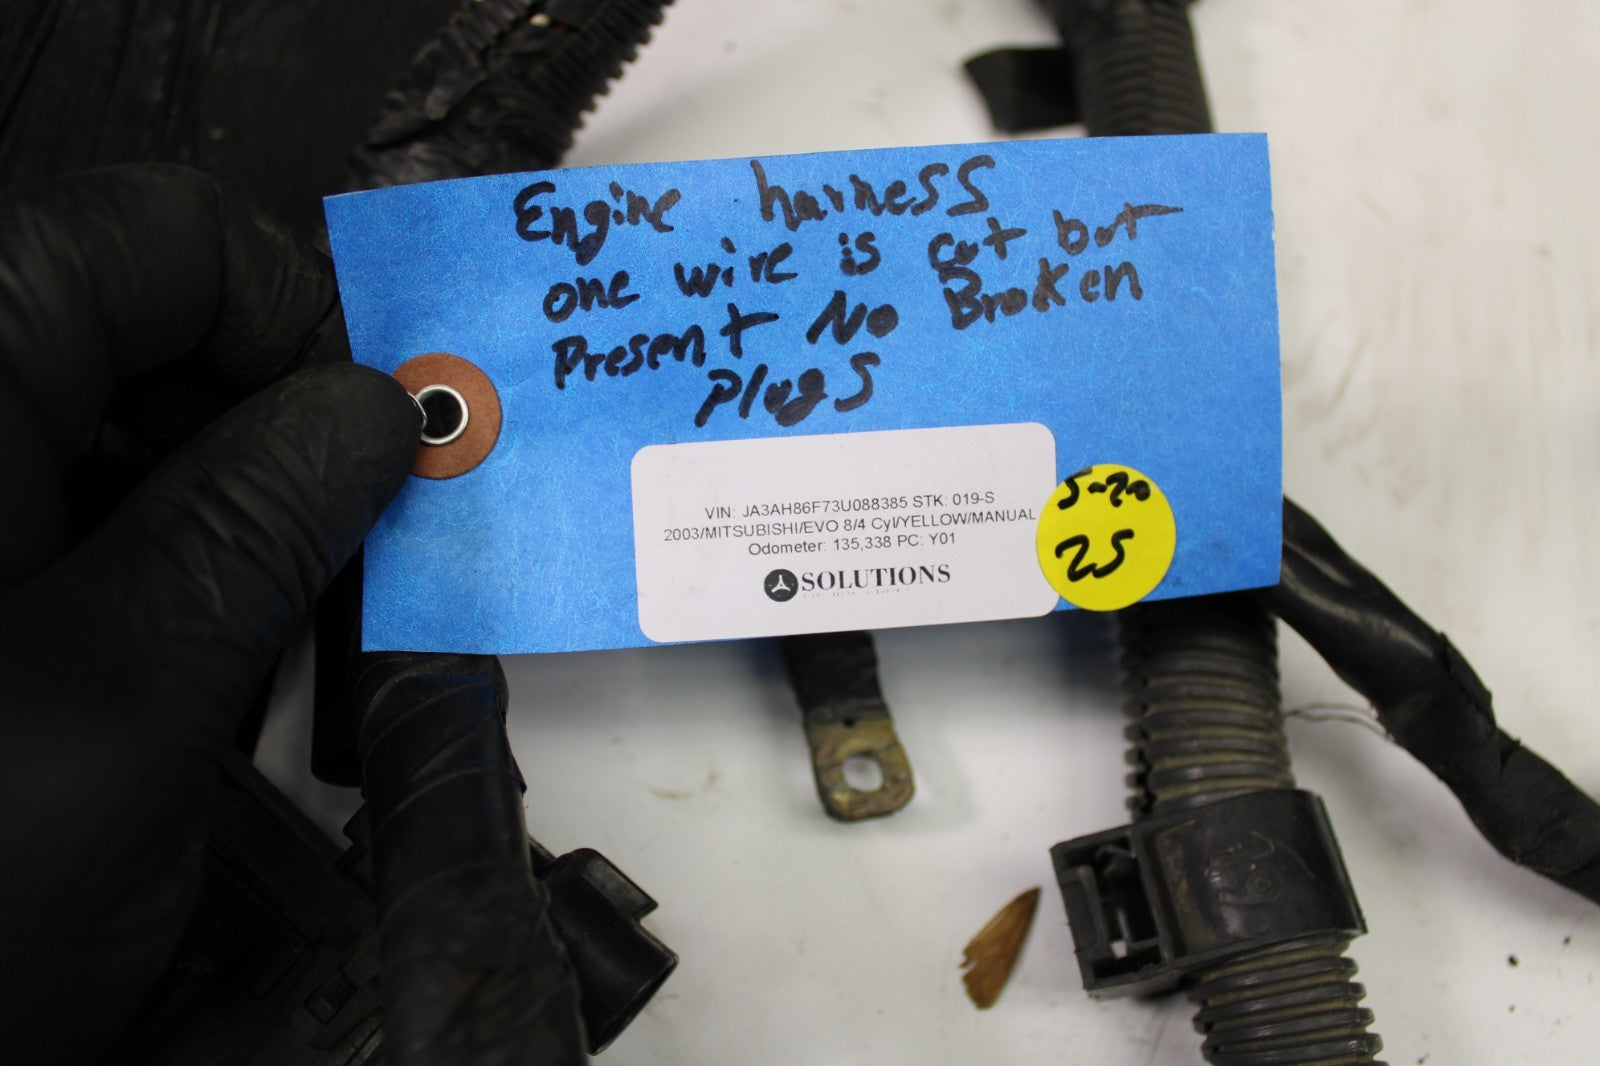 Engine harness
one wire is cut but
Present No Broken
Plugs
VIN: JA3AH86F73U088385 STK: 019-S
2003/MITSUBISHI/EVO 8/4 Cyl/YELLOW/MANUAL
Odometer: 135,338 PC: Y01
SOLUTIONS
5-20
25